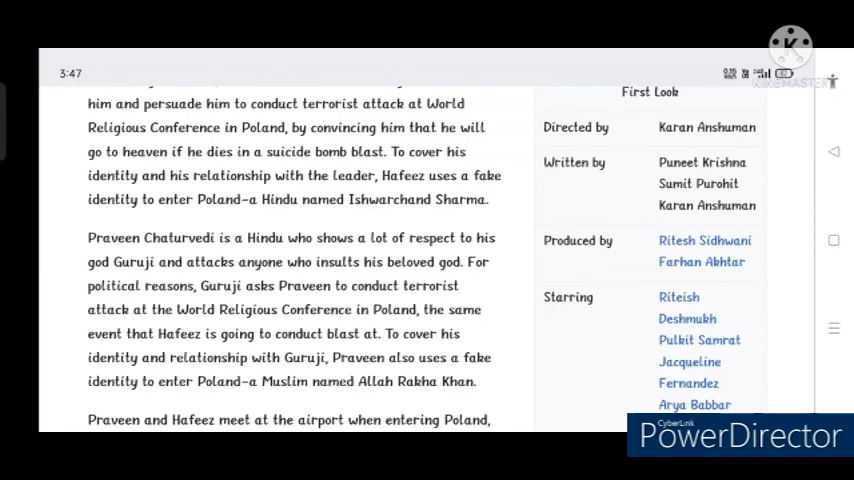 3:47
KINEMASTER
him and persuade him to conduct terrorist attack at World
Religious Conference in Poland, by convincing him that he will
go to heaven if he dies in a suicide bomb blast. To cover his
identity and his relationship with the leader, Hafeez uses a fake
identity to enter Poland-a Hindu named Ishwarchand Sharma.
Praveen Chaturvedi is a Hindu who shows a lot of respect to his
god Guruji and attacks anyone who insults his beloved god. For
political reasons, Guruji asks Praveen to conduct terrorist
attack at the World Religious Conference in Poland, the same
event that Hafeez is going to conduct blast at. To cover his
identity and relationship with Guruji, Praveen also uses a fake
identity to enter Poland-a Muslim named Allah Rakha Khan.
Praveen and Hafeez meet at the airport when entering Poland,
First Look
Directed by Karan Anshuman
Written by Puneet Krishna
Sumit Purohit
Karan Anshuman
Produced by Ritesh Sidhwani
Farhan Akhtar
Starring Riteish
Deshmukh
Pulkit Samrat
Jacqueline
Fernandez
Arya Babbar
CyberLink
PowerDirector